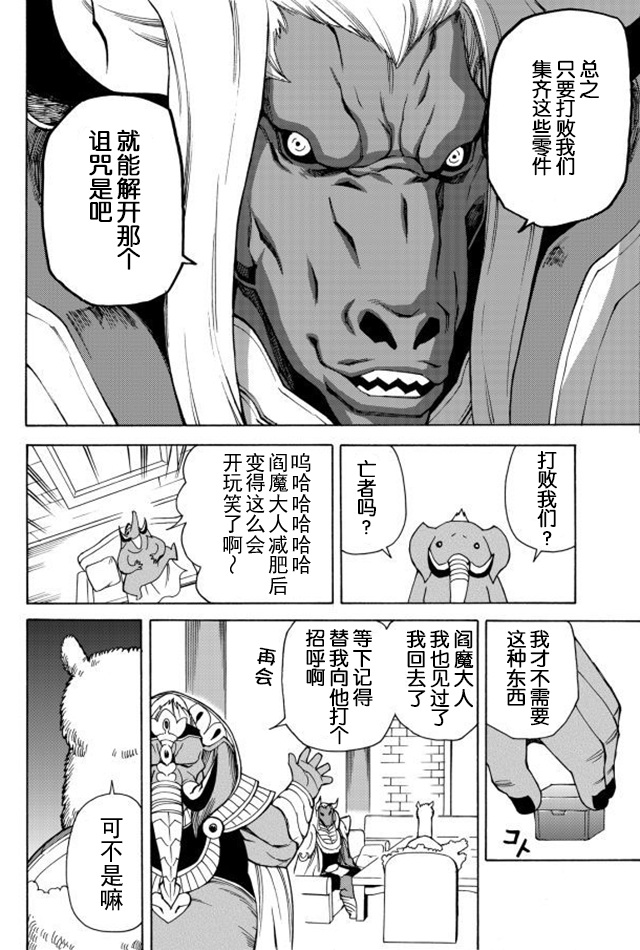 总之
只要打败我们
集齐这些零件
就能解开那个
诅咒是吧
打败我们？
亡者吗？
呜哈哈哈哈哈
阎魔大人减肥后
变得这么会
开玩笑了啊～
我才不需要
这种东西
コト
阎魔大人
我也见过了
我回去了
等下记得
替我向他打个
招呼啊
再会
可不是嘛